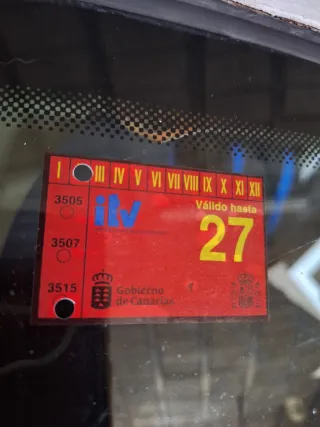 I III IV V VI VII VIII IX X XI XII
3505
itv
Válido hasta
27
3507
3515
Gobierno
de Canarias